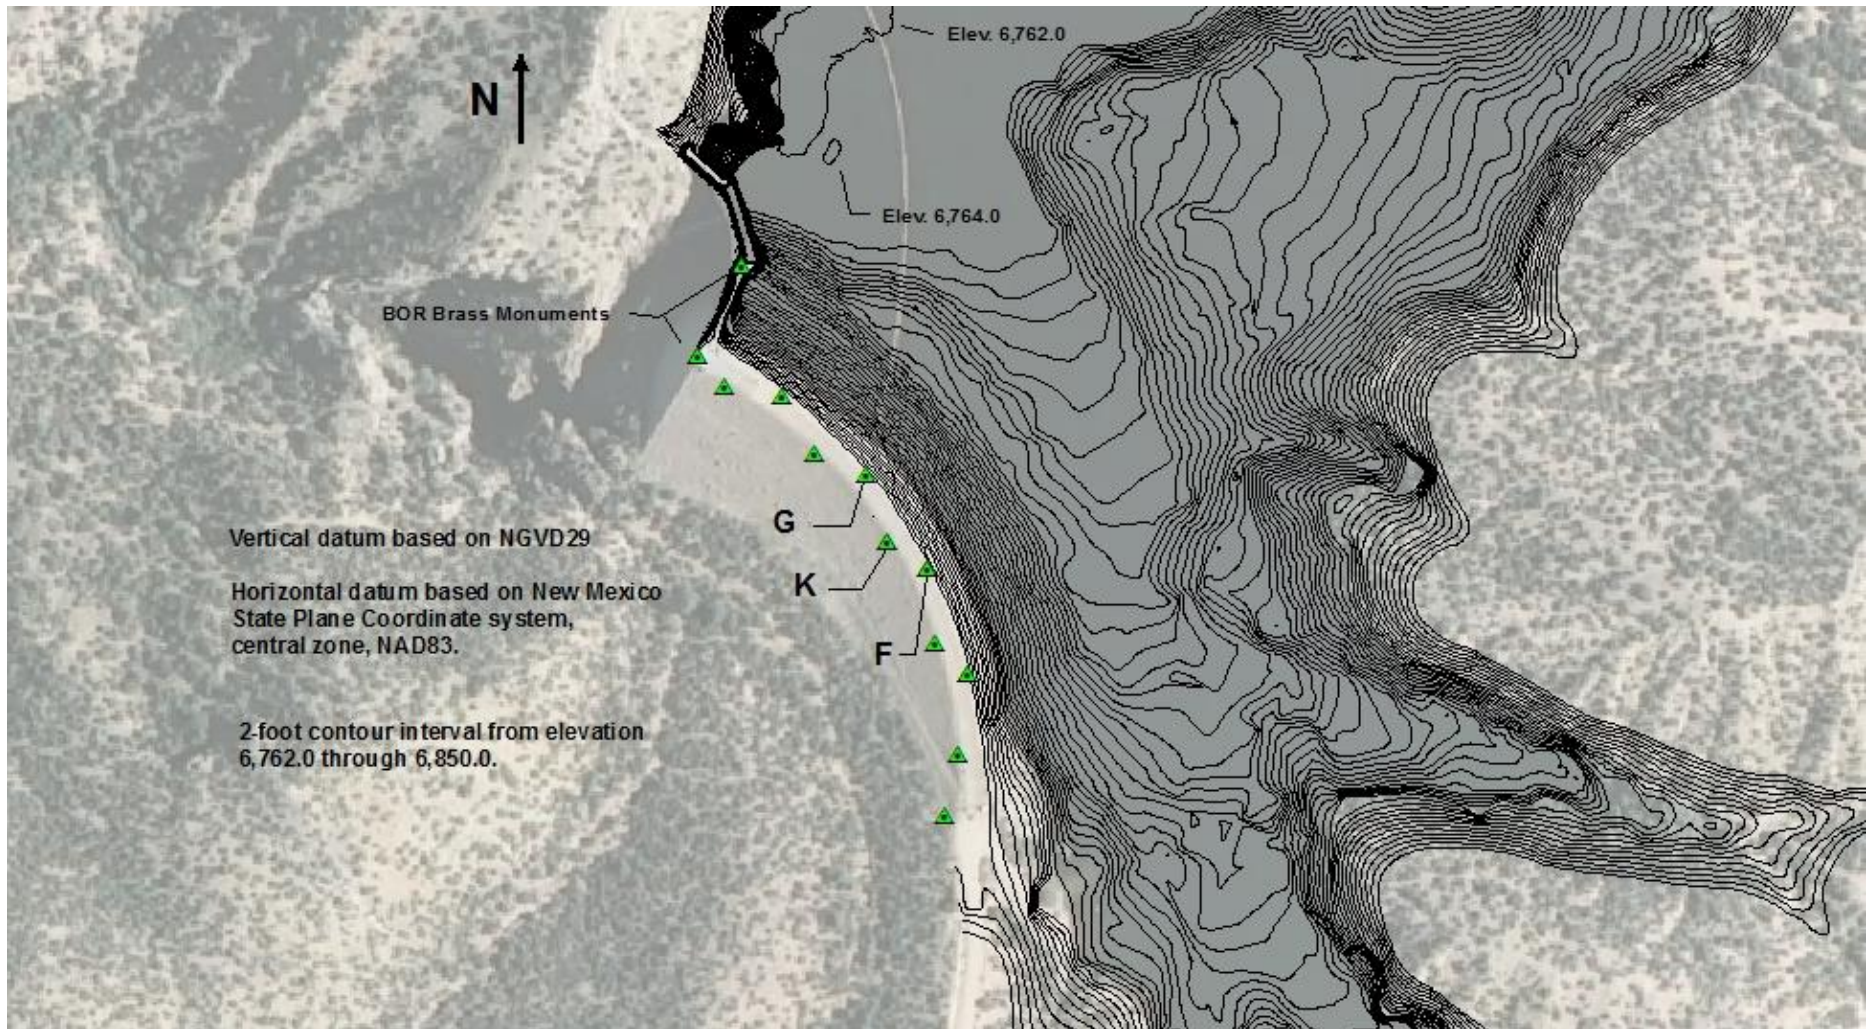 Elev. 6,762.0
N
Elev. 6,764.0
BOR Brass Monuments
G
Vertical datum based on NGVD29
K
Horizontal datum based on New Mexico
State Plane Coordinate system,
central zone, NAD83.
F
2-foot contour interval from elevation
6,762.0 through 6,850.0.